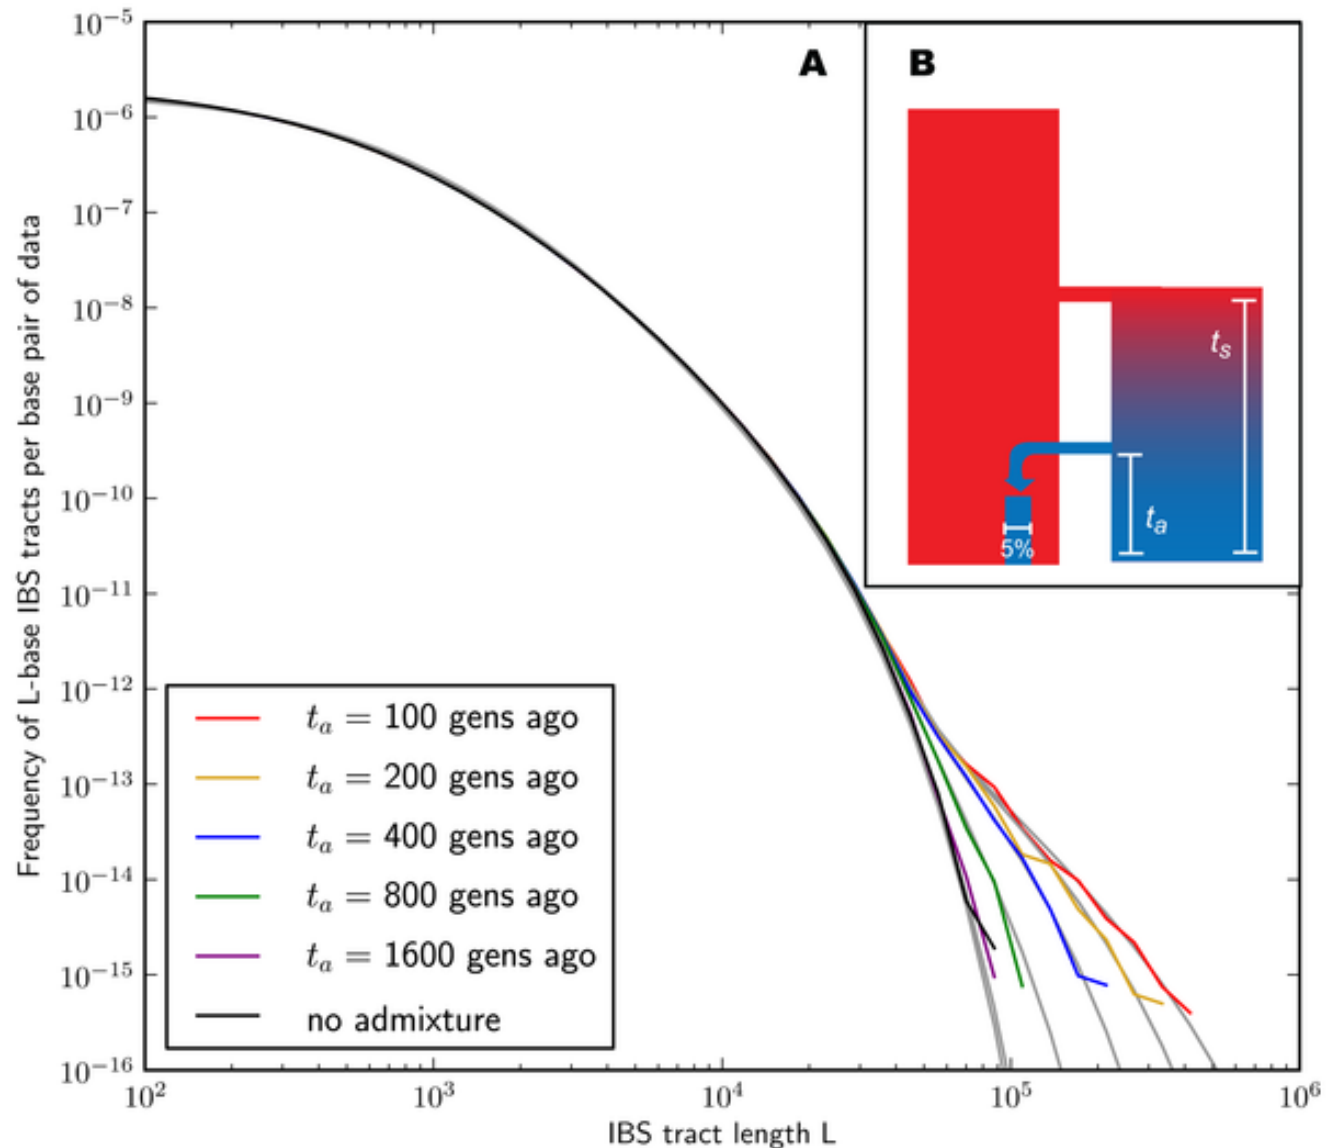 A
B
t_s
t_a
5%
Frequency of L-base IBS tracts per base pair of data
10^{-5}
10^{-6}
10^{-7}
10^{-8}
10^{-9}
10^{-10}
10^{-11}
10^{-12}
10^{-13}
10^{-14}
10^{-15}
10^{-16}
t_a = 100 gens ago
t_a = 200 gens ago
t_a = 400 gens ago
t_a = 800 gens ago
t_a = 1600 gens ago
no admixture
10^2
10^3
10^4
10^5
10^6
IBS tract length L